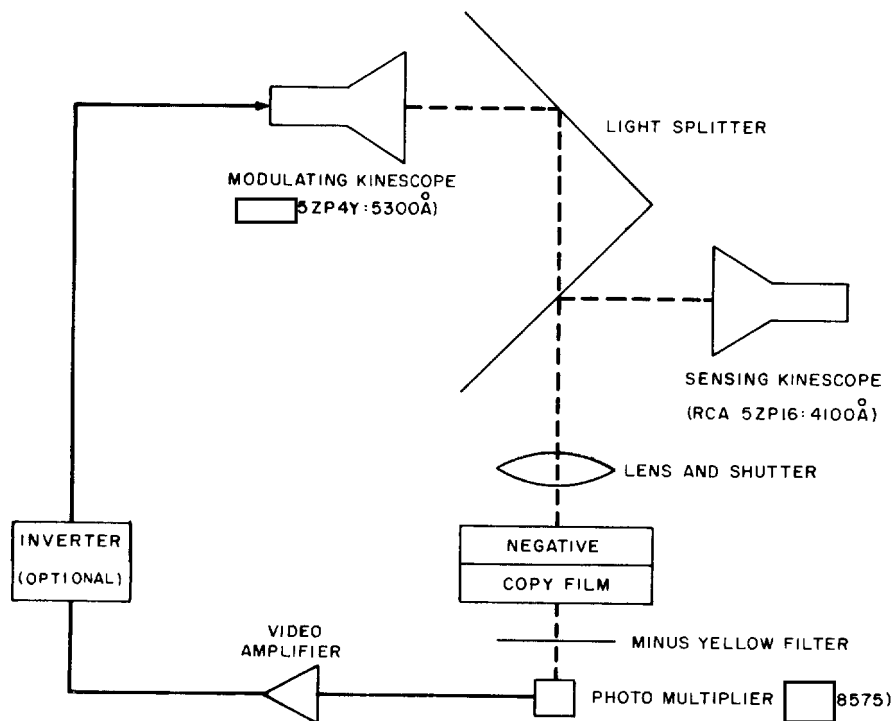 LIGHT SPLITTER
MODULATING KINESCOPE
5ZP4Y:5300Å)
SENSING KINESCOPE
(RCA 5ZP16:4100Å)
LENS AND SHUTTER
INVERTER
(OPTIONAL)
NEGATIVE
COPY FILM
VIDEO
AMPLIFIER
MINUS YELLOW FILTER
PHOTO MULTIPLIER 8575)